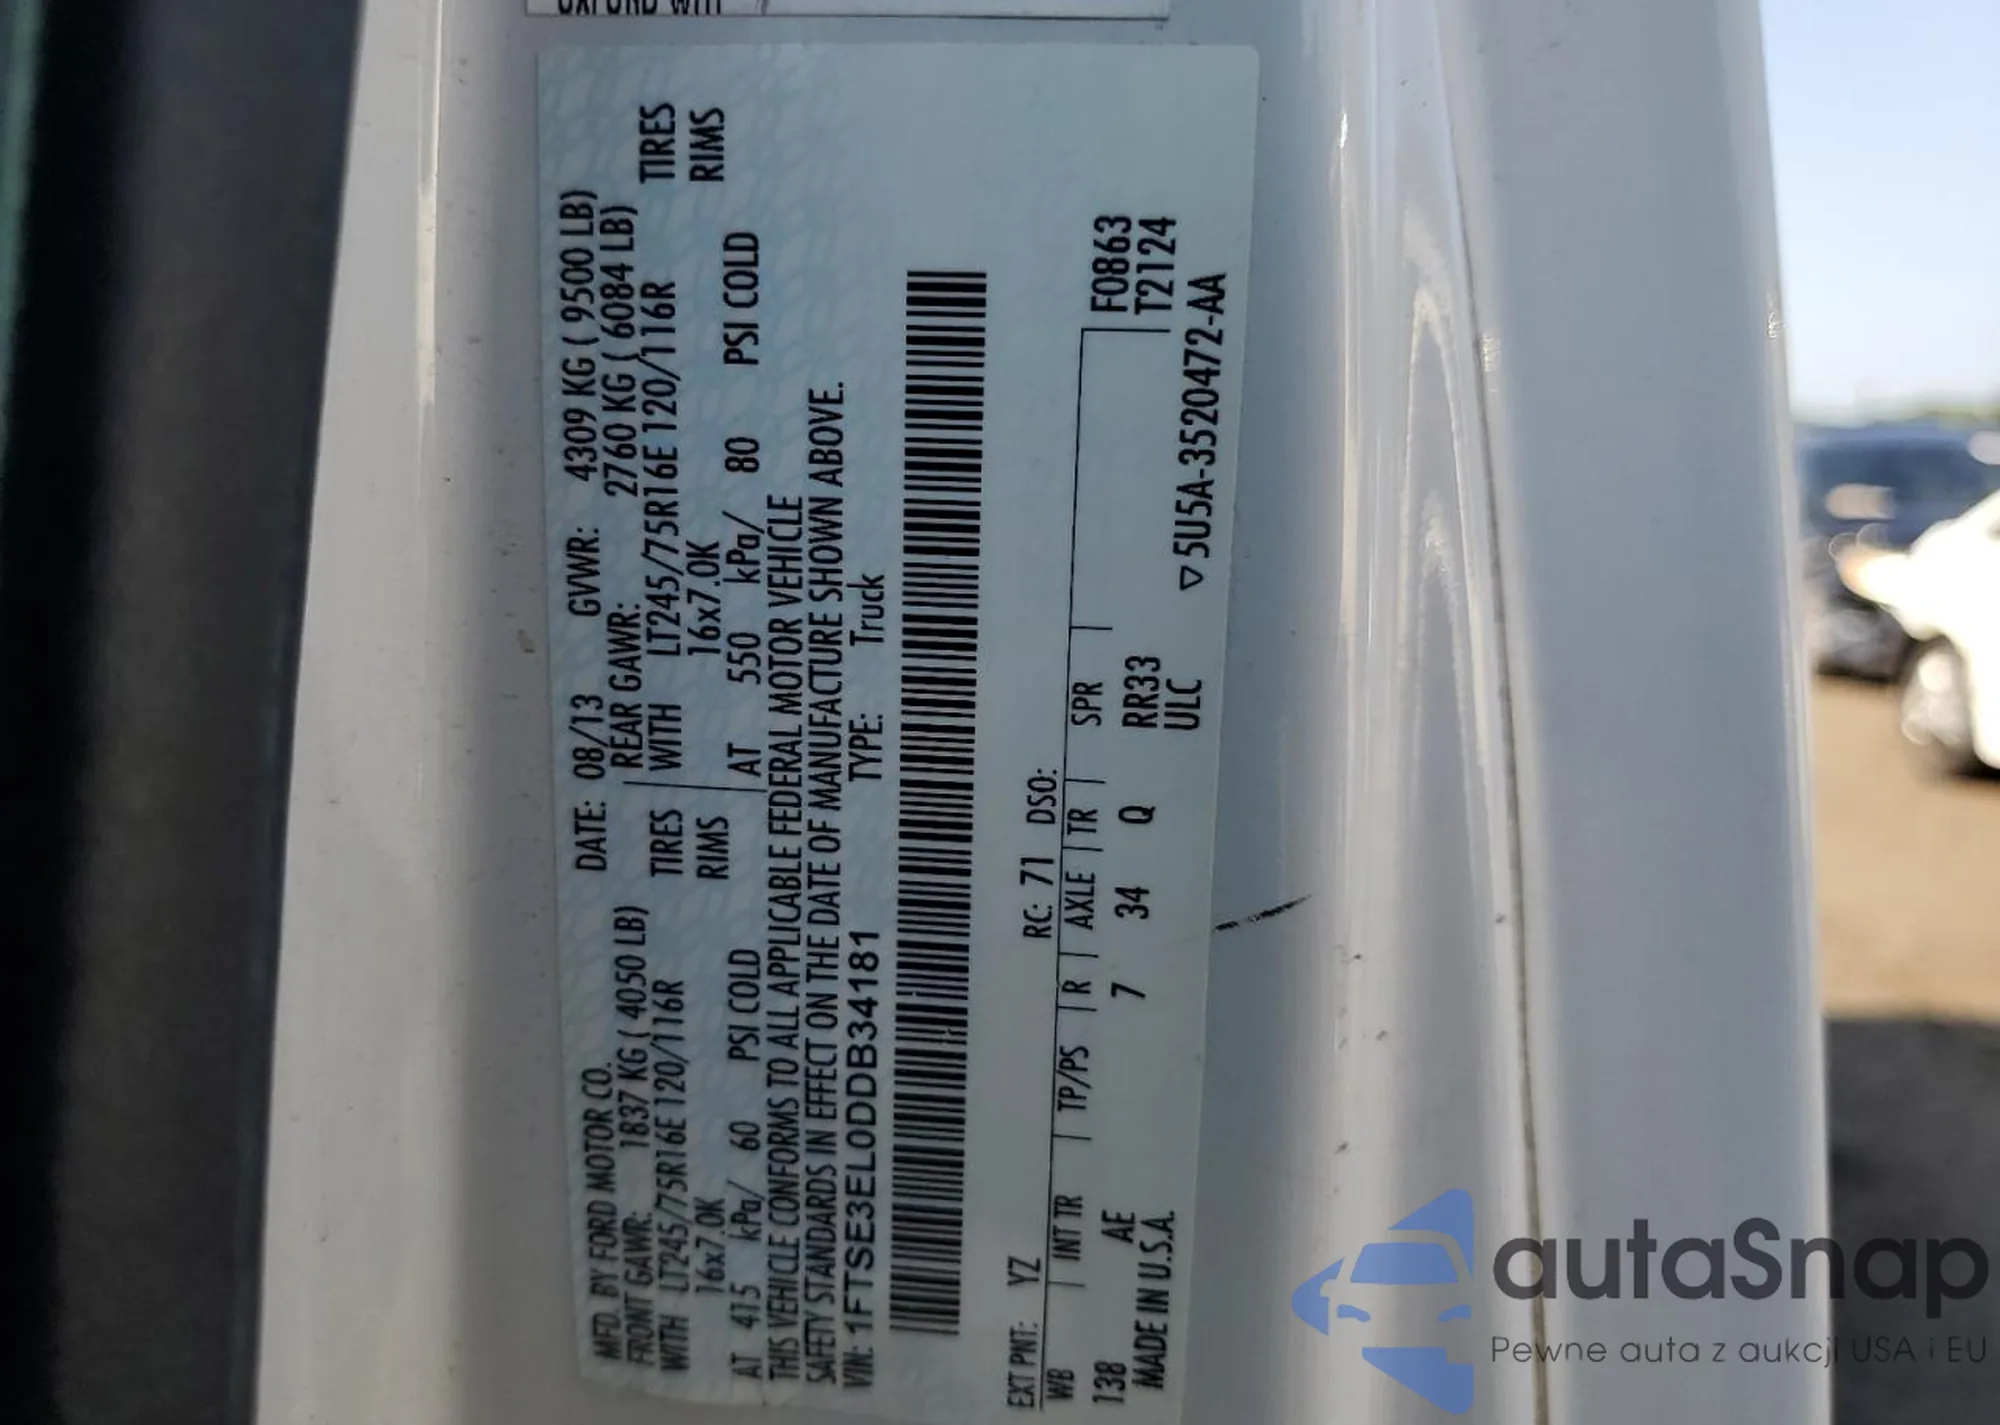 MFD. BY FORD MOTOR CO. DATE: 08/13 GVWR: 4309 KG ( 9500 LB)
FRONT GAWR: 1837 KG ( 4050 LB) REAR GAWR: 2760 KG ( 6084 LB)
WITH LT245/75R16E 120/116R TIRES WITH LT245/75R16E 120/116R TIRES
16x7.0K RIMS 16x7.0K RIMS
AT 415 kPa/ 60 PSI COLD AT 550 kPa/ 80 PSI COLD
THIS VEHICLE CONFORMS TO ALL APPLICABLE FEDERAL MOTOR VEHICLE
SAFETY STANDARDS IN EFFECT ON THE DATE OF MANUFACTURE SHOWN ABOVE.
VIN: 1FTSE3EL0DDB34181 TYPE: Truck
EXT PNT: YZ RC: 71 DSO:
WB INT TR TP/PS R AXLE TR SPR F0863
138 AE 7 34 Q RR33 T2124
MADE IN U.S.A. ULC ▽5U5A-3520472-AA
autaSnap
Pewne auta z aukcji USA i EU